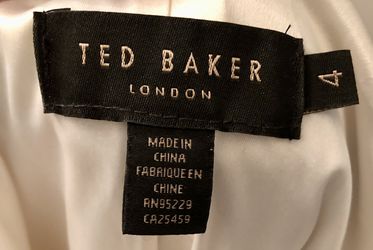 TED BAKER
LONDON
4
MADE IN
CHINA
FABRIQUE EN
CHINE
RN95229
CA25459